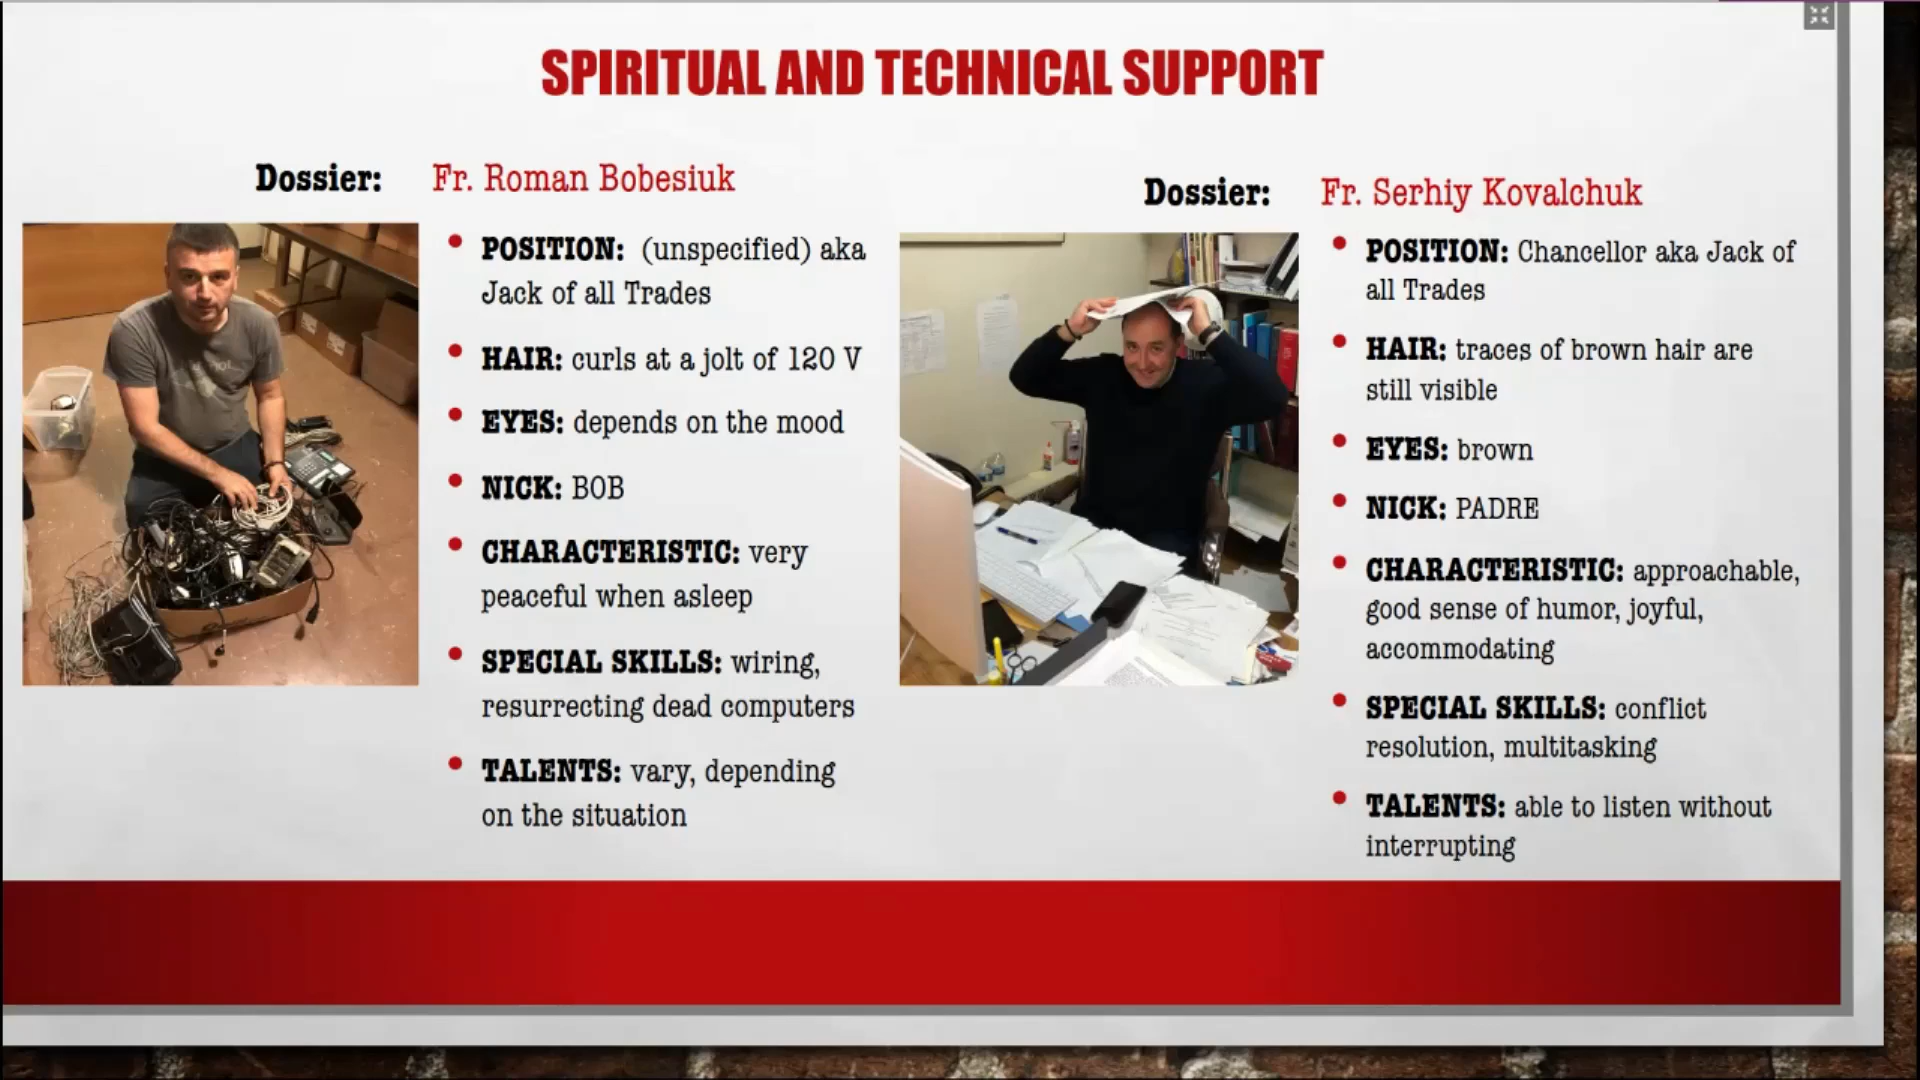 SPIRITUAL AND TECHNICAL SUPPORT
Dossier: Fr. Roman Bobesiuk
POSITION: (unspecified) aka
Jack of all Trades
HAIR: curls at a jolt of 120 V
EYES: depends on the mood
NICK: BOB
CHARACTERISTIC: very
peaceful when asleep
SPECIAL SKILLS: wiring,
resurrecting dead computers
TALENTS: vary, depending
on the situation
Dossier: Fr. Serhiy Kovalchuk
POSITION: Chancellor aka Jack of
all Trades
HAIR: traces of brown hair are
still visible
EYES: brown
NICK: PADRE
CHARACTERISTIC: approachable,
good sense of humor, joyful,
accommodating
SPECIAL SKILLS: conflict
resolution, multitasking
TALENTS: able to listen without
interrupting